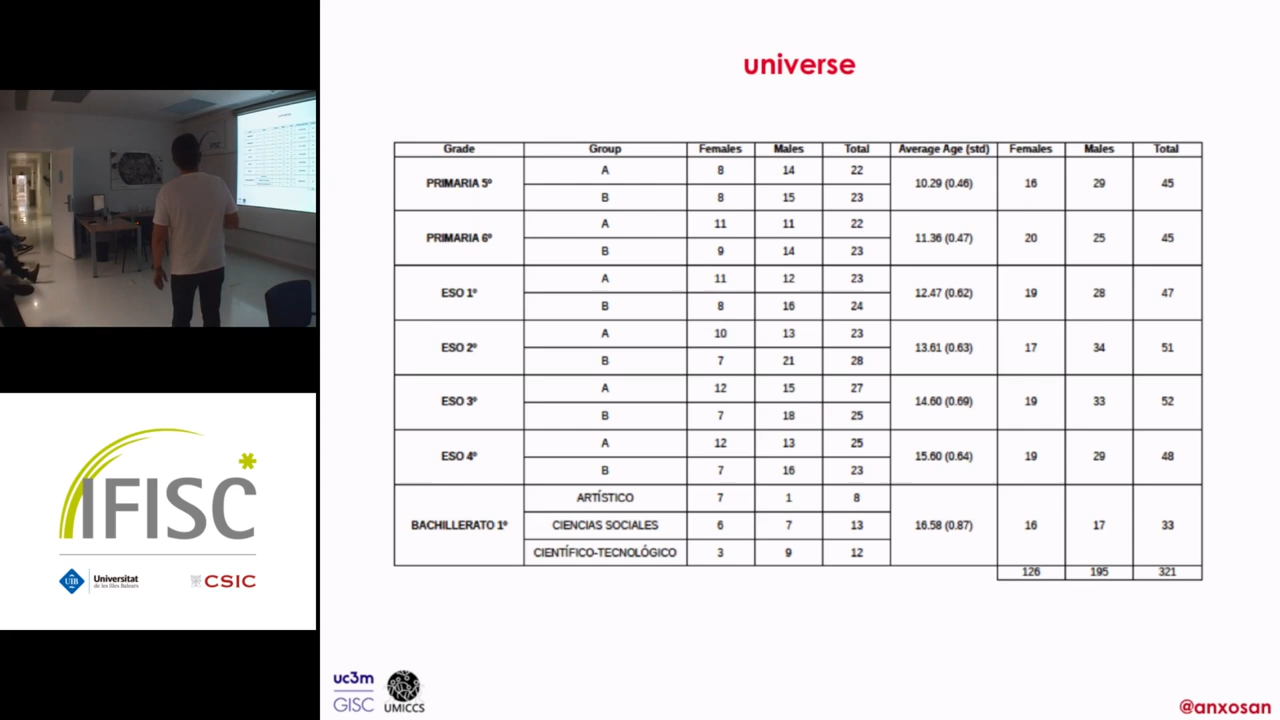 universe
Grade Group Females Males Total Average Age (std) Females Males Total
PRIMARIA 5º A 8 14 22 10.29 (0.46) 16 29 45
B 8 15 23
PRIMARIA 6º A 11 11 22 11.36 (0.47) 20 25 45
B 9 14 23
ESO 1º A 11 12 23 12.47 (0.62) 19 28 47
B 8 16 24
ESO 2º A 10 13 23 13.61 (0.63) 17 34 51
B 7 21 28
ESO 3º A 12 15 27 14.60 (0.69) 19 33 52
B 7 18 25
ESO 4º A 12 13 25 15.60 (0.64) 19 29 48
B 7 16 23
BACHILLERATO 1º ARTÍSTICO 7 1 8 16.58 (0.87) 16 17 33
CIENCIAS SOCIALES 6 7 13
CIENTÍFICO-TECNOLÓGICO 3 9 12
126 195 321
IFISC
UIB Universitat
de les Illes Balears
CSIC
uc3m
GISC UMICCS
@anxosan